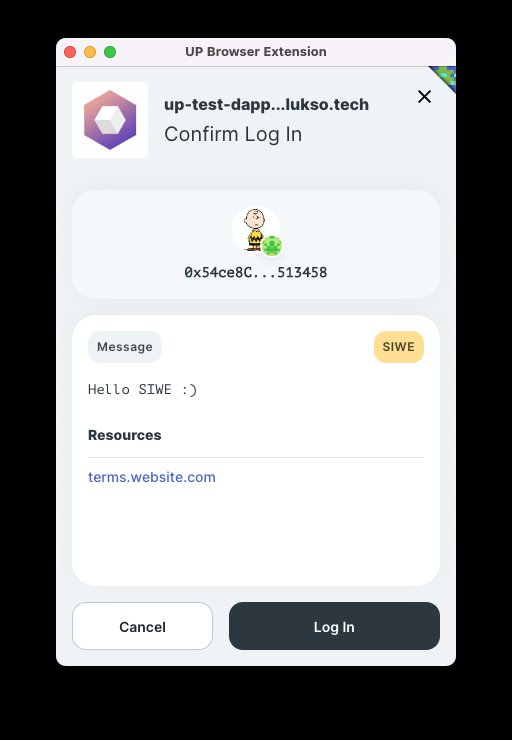 UP Browser Extension
up-test-dapp...lukso.tech
Confirm Log In
0x54ce8C...513458
Message
SIWE
Hello SIWE :)
Resources
terms.website.com
Cancel
Log In